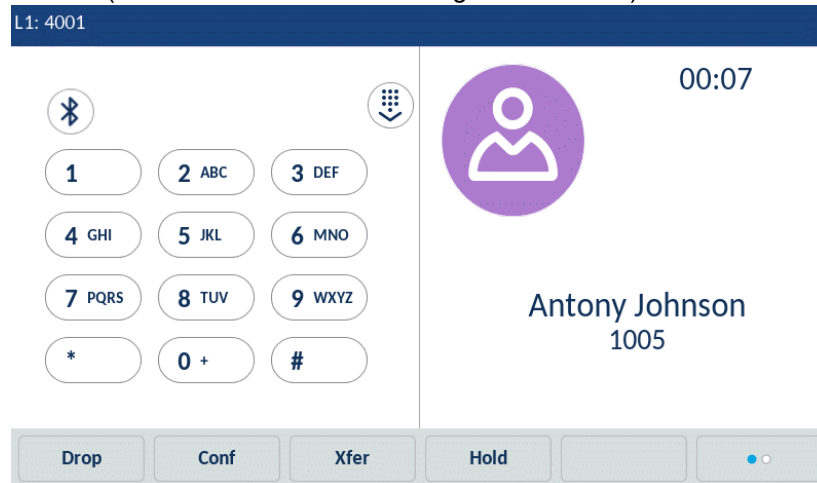 L1: 4001
00:07
1
2 ABC
3 DEF
4 GHI
5 JKL
6 MNO
7 PQRS
8 TUV
9 WXYZ
*
0 +
#
Antony Johnson
1005
Drop Conf Xfer Hold